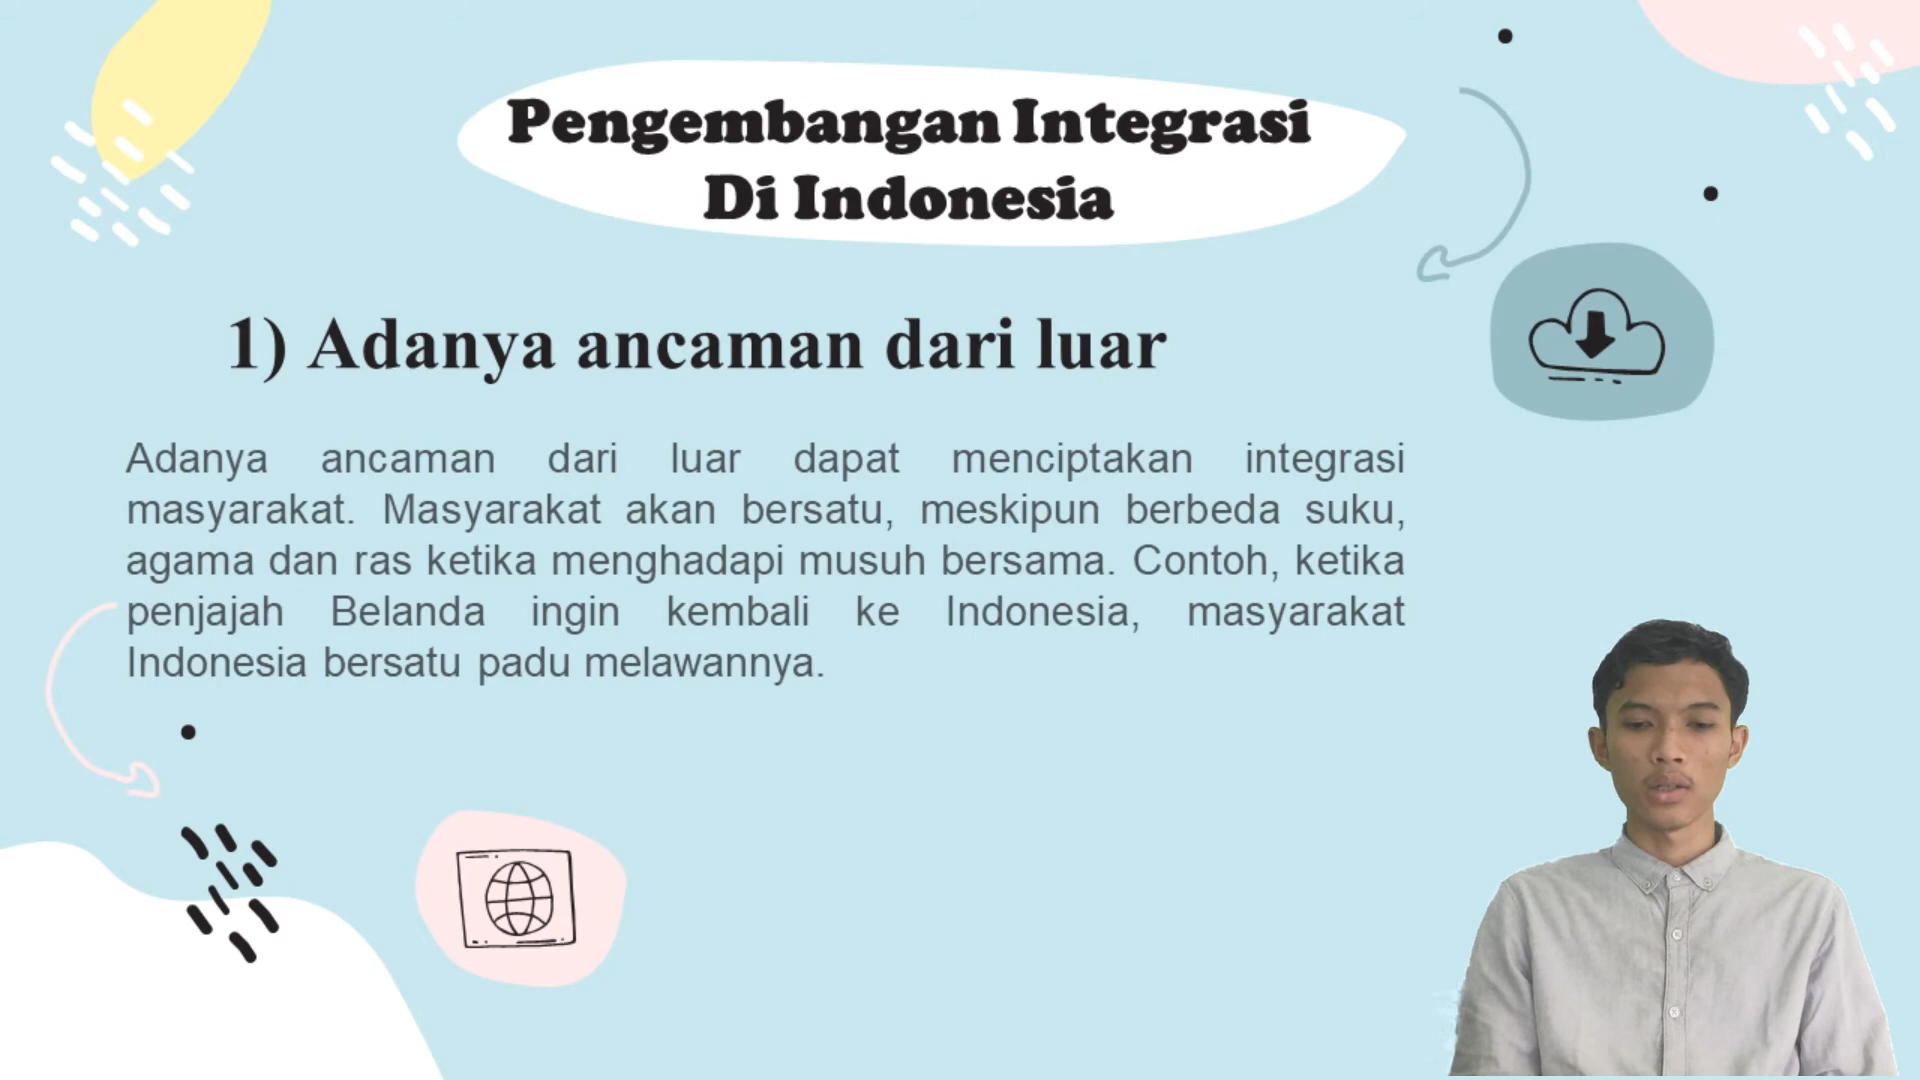 Pengembangan Integrasi
Di Indonesia
1) Adanya ancaman dari luar
Adanya ancaman dari luar dapat menciptakan integrasi
masyarakat. Masyarakat akan bersatu, meskipun berbeda suku,
agama dan ras ketika menghadapi musuh bersama. Contoh, ketika
penjajah Belanda ingin kembali ke Indonesia, masyarakat
Indonesia bersatu padu melawannya.